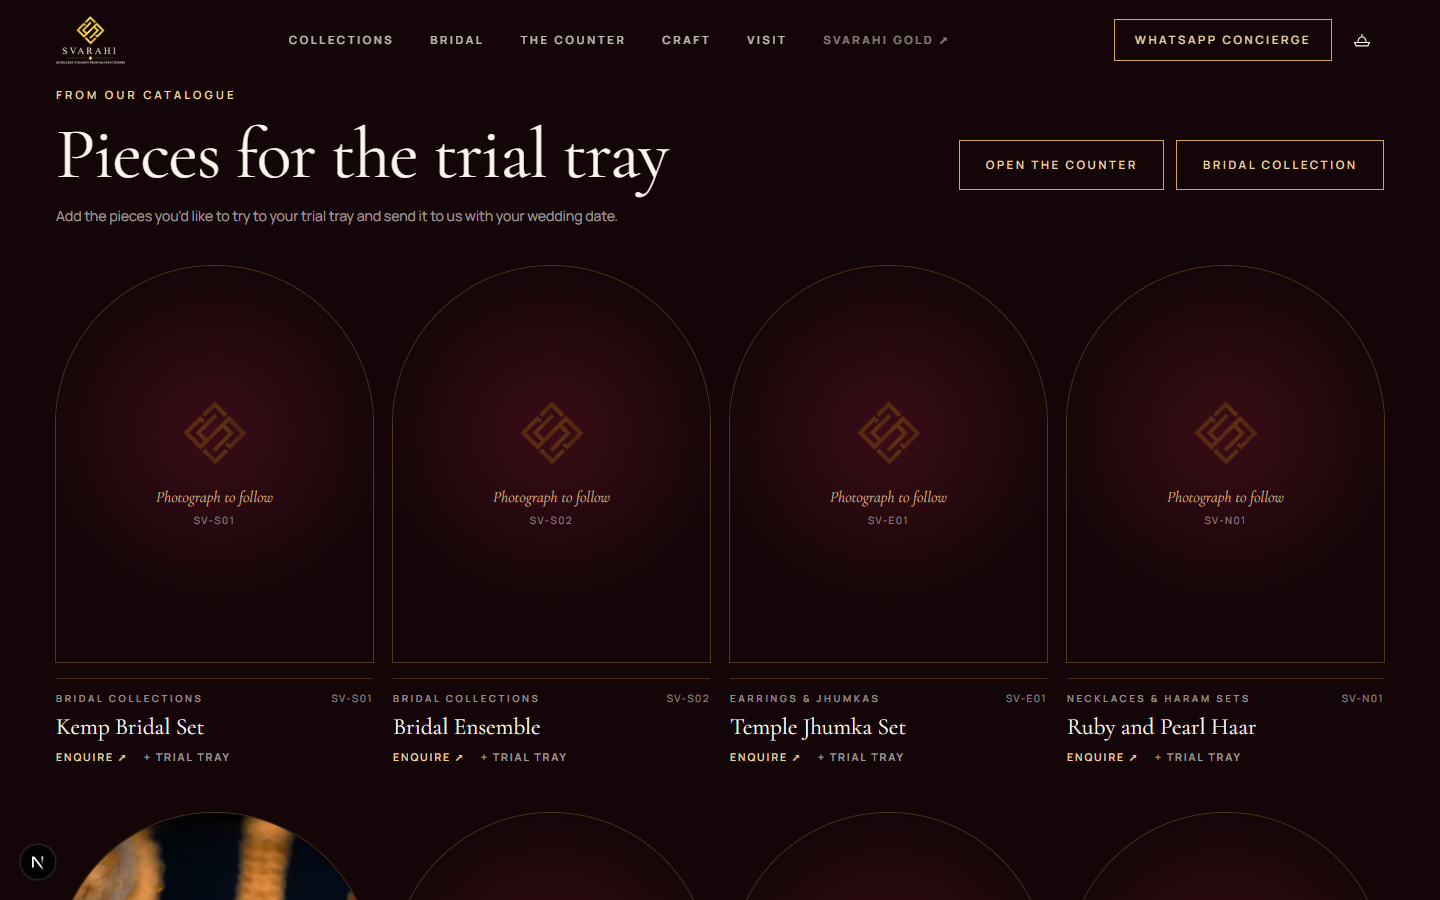 SVARAHI
COLLECTIONS BRIDAL THE COUNTER CRAFT VISIT SVARAHI GOLD ↗ WHATSAPP CONCIERGE
FROM OUR CATALOGUE
Pieces for the trial tray
OPEN THE COUNTER BRIDAL COLLECTION
Add the pieces you'd like to try to your trial tray and send it to us with your wedding date.
Photograph to follow Photograph to follow Photograph to follow Photograph to follow
SV-S01 SV-S02 SV-E01 SV-N01
BRIDAL COLLECTIONS SV-S01 BRIDAL COLLECTIONS SV-S02 EARRINGS & JHUMKAS SV-E01 NECKLACES & HARAM SETS SV-N01
Kemp Bridal Set Bridal Ensemble Temple Jhumka Set Ruby and Pearl Haar
ENQUIRE ↗ + TRIAL TRAY ENQUIRE ↗ + TRIAL TRAY ENQUIRE ↗ + TRIAL TRAY ENQUIRE ↗ + TRIAL TRAY
N